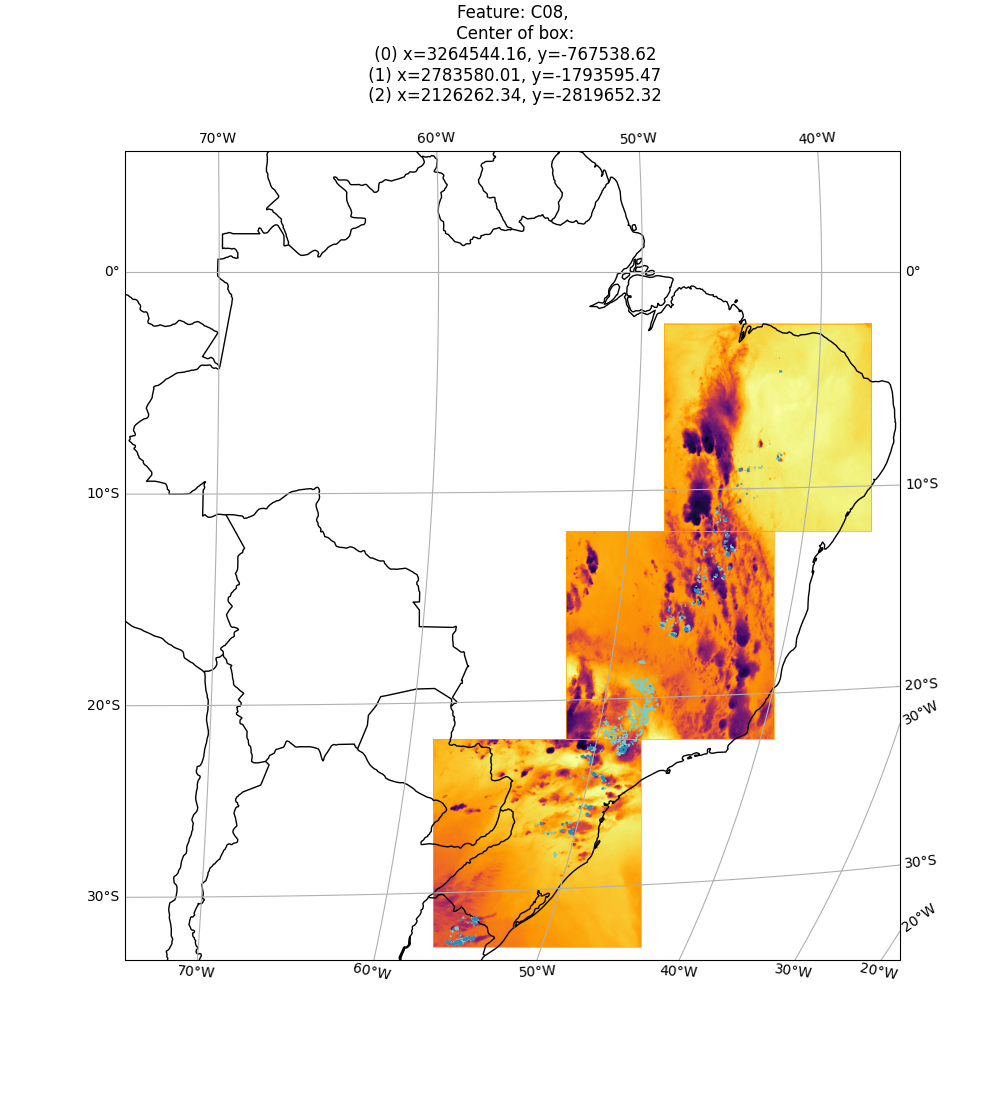 Feature: C08,
Center of box:
(0) x=3264544.16, y=-767538.62
(1) x=2783580.01, y=-1793595.47
(2) x=2126262.34, y=-2819652.32
70°W 60°W 50°W 40°W
0° 0°
10°S 10°S
20°S 20°S
30°W
30°S 30°S
20°W
70°W 60°W 50°W 40°W 30°W 20°W